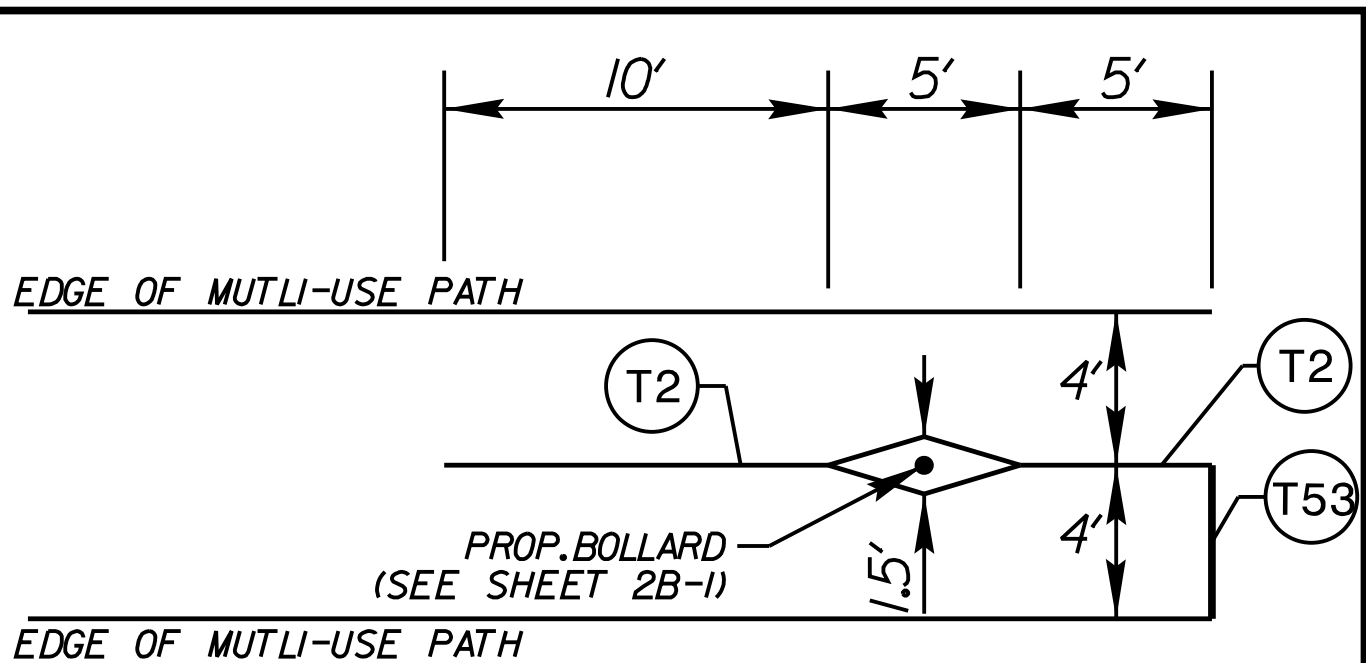 10' 5' 5'
EDGE OF MUTLI-USE PATH
T2
4'
T2
T53
PROP. BOLLARD
(SEE SHEET 2B-1)
1.5'
4'
EDGE OF MUTLI-USE PATH